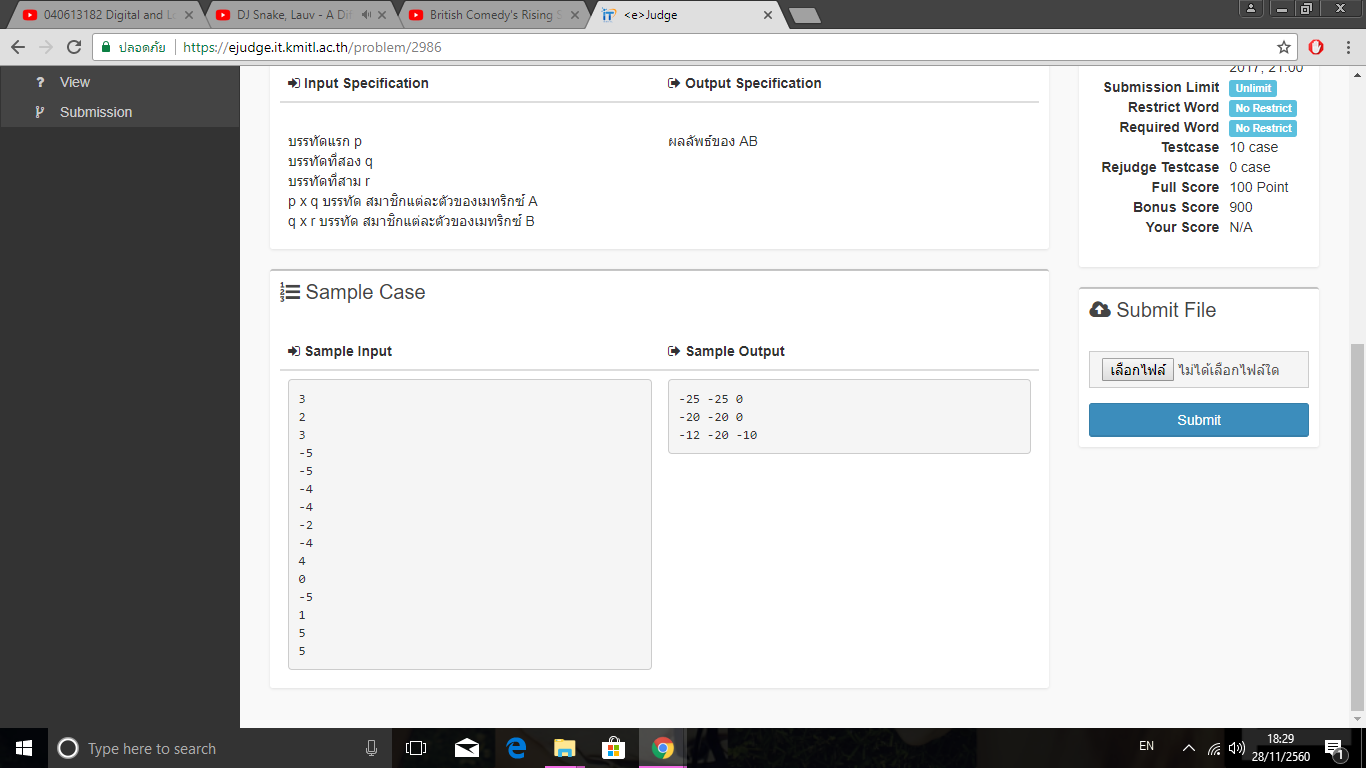 040613182 Digital and Lo
DJ Snake, Lauv - A Dif
British Comedy's Rising S
<e>Judge
ปลอดภัย
https://ejudge.it.kmitl.ac.th/problem/2986
View
Submission
Input Specification
Output Specification
บรรทัดแรก p
บรรทัดที่สอง q
บรรทัดที่สาม r
p x q บรรทัด สมาชิกแต่ละตัวของเมทริกซ์ A
q x r บรรทัด สมาชิกแต่ละตัวของเมทริกซ์ B
ผลลัพธ์ของ AB
Sample Case
Sample Input
Sample Output
3
2
3
-5
-5
-4
-4
-2
-4
4
0
-5
1
5
5
-25 -25 0
-20 -20 0
-12 -20 -10
2017, 21:00
Submission Limit Unlimit
Restrict Word No Restrict
Required Word No Restrict
Testcase 10 case
Rejudge Testcase 0 case
Full Score 100 Point
Bonus Score 900
Your Score N/A
Submit File
เลือกไฟล์ ไม่ได้เลือกไฟล์ใด
Submit
Type here to search
EN
18:29
28/11/2560
1